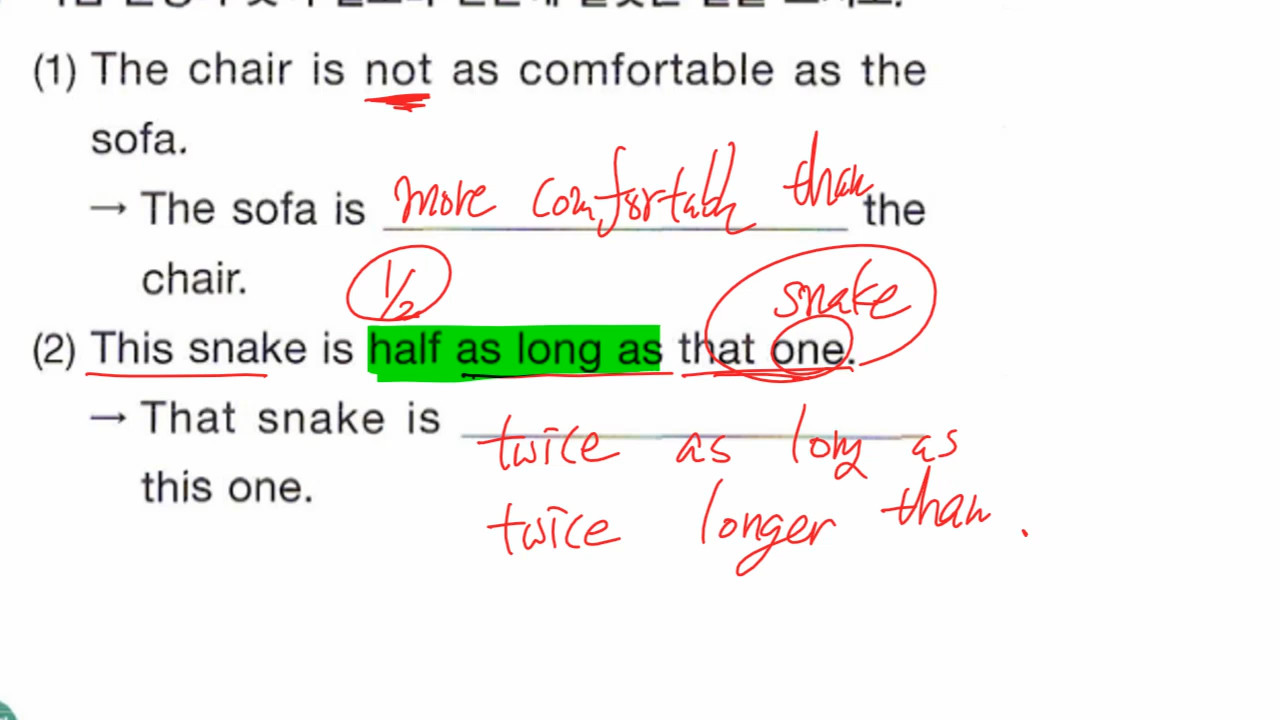 (1) The chair is not as comfortable as the
sofa.
→ The sofa is more comfortable than the
chair.
1/2
snake
(2) This snake is half as long as that one.
→ That snake is twice as long as
this one.
twice longer than.